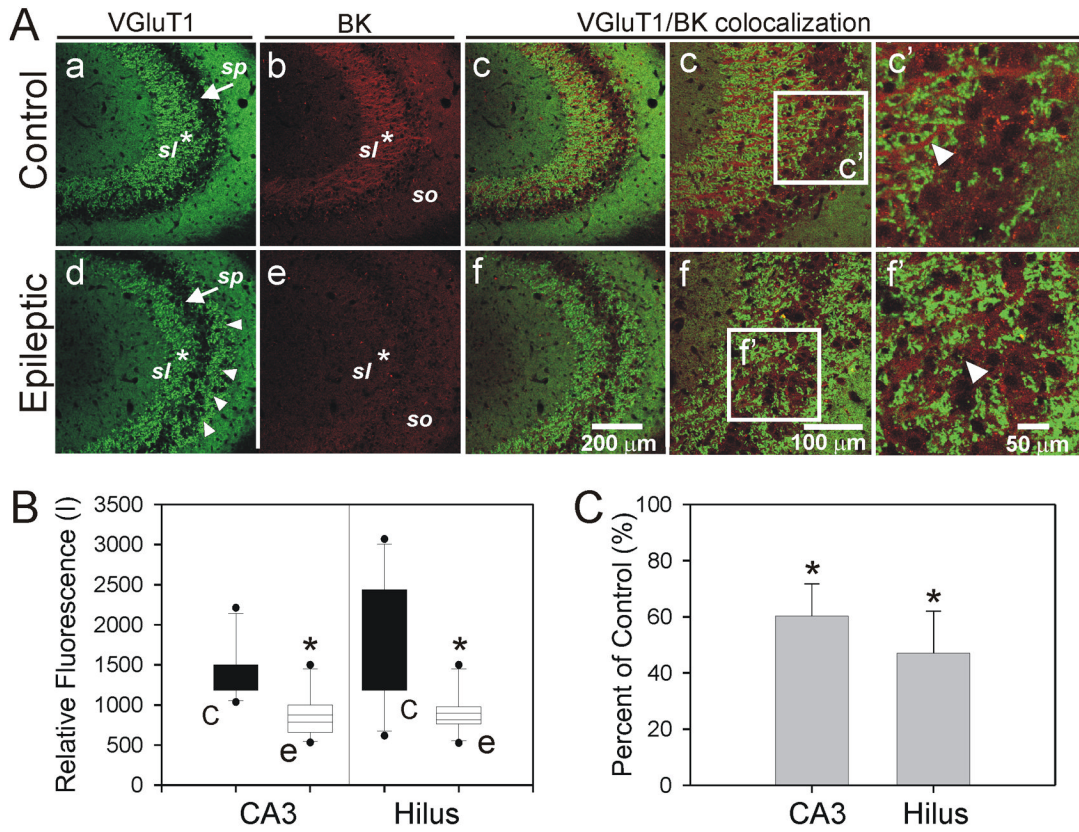 A
VGluT1
BK
VGluT1/BK colocalization
Control
a
sp
sl*
b
sl*
so
c
c
c'
c'
Epileptic
d
sp
sl*
e
sl*
so
f
200 µm
f
f'
100 µm
f'
50 µm
B
Relative Fluorescence (I)
3500
3000
2500
2000
1500
1000
500
0
C
e
*
C
e
*
CA3
Hilus
C
Percent of Control (%)
100
80
60
40
20
0
*
*
CA3
Hilus